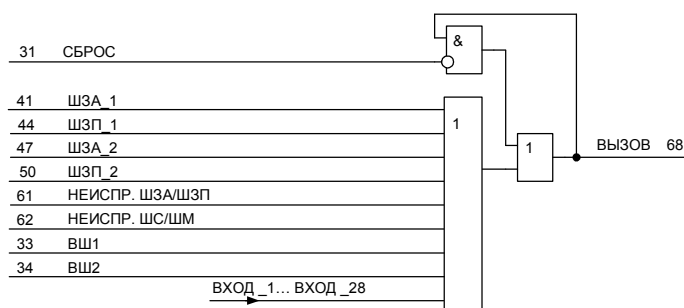 &
31 СБРОС
41 ШЗА_1
1
44 ШЗП_1
47 ШЗА_2
1
ВЫЗОВ 68
50 ШЗП_2
61 НЕИСПР. ШЗА/ШЗП
62 НЕИСПР. ШС/ШМ
33 ВШ1
34 ВШ2
ВХОД _1... ВХОД _28